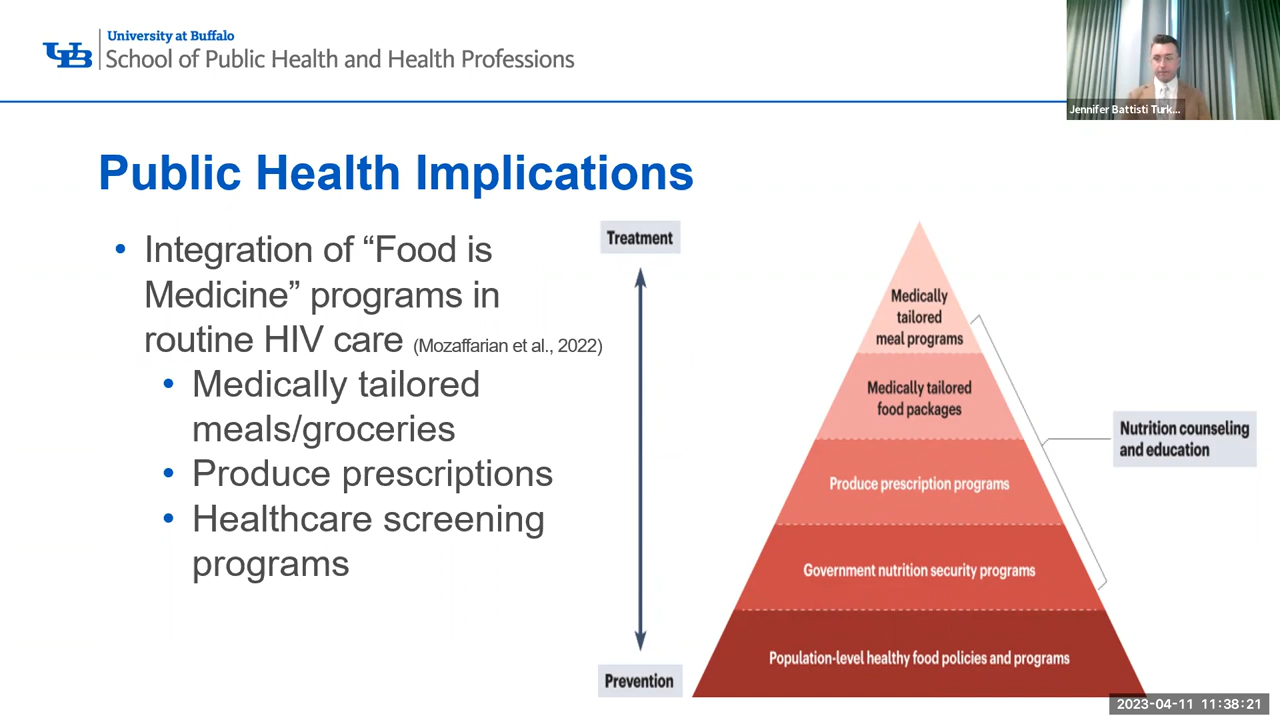 UB
University at Buffalo
School of Public Health and Health Professions
Jennifer Battisti Turk...
Public Health Implications
• Integration of “Food is
Medicine” programs in
routine HIV care (Mozaffarian et al., 2022)
• Medically tailored
meals/groceries
• Produce prescriptions
• Healthcare screening
programs
Treatment
Prevention
Medically
tailored
meal programs
Medically tailored
food packages
Produce prescription programs
Government nutrition security programs
Population-level healthy food policies and programs
Nutrition counseling
and education
2023-04-11 11:38:21